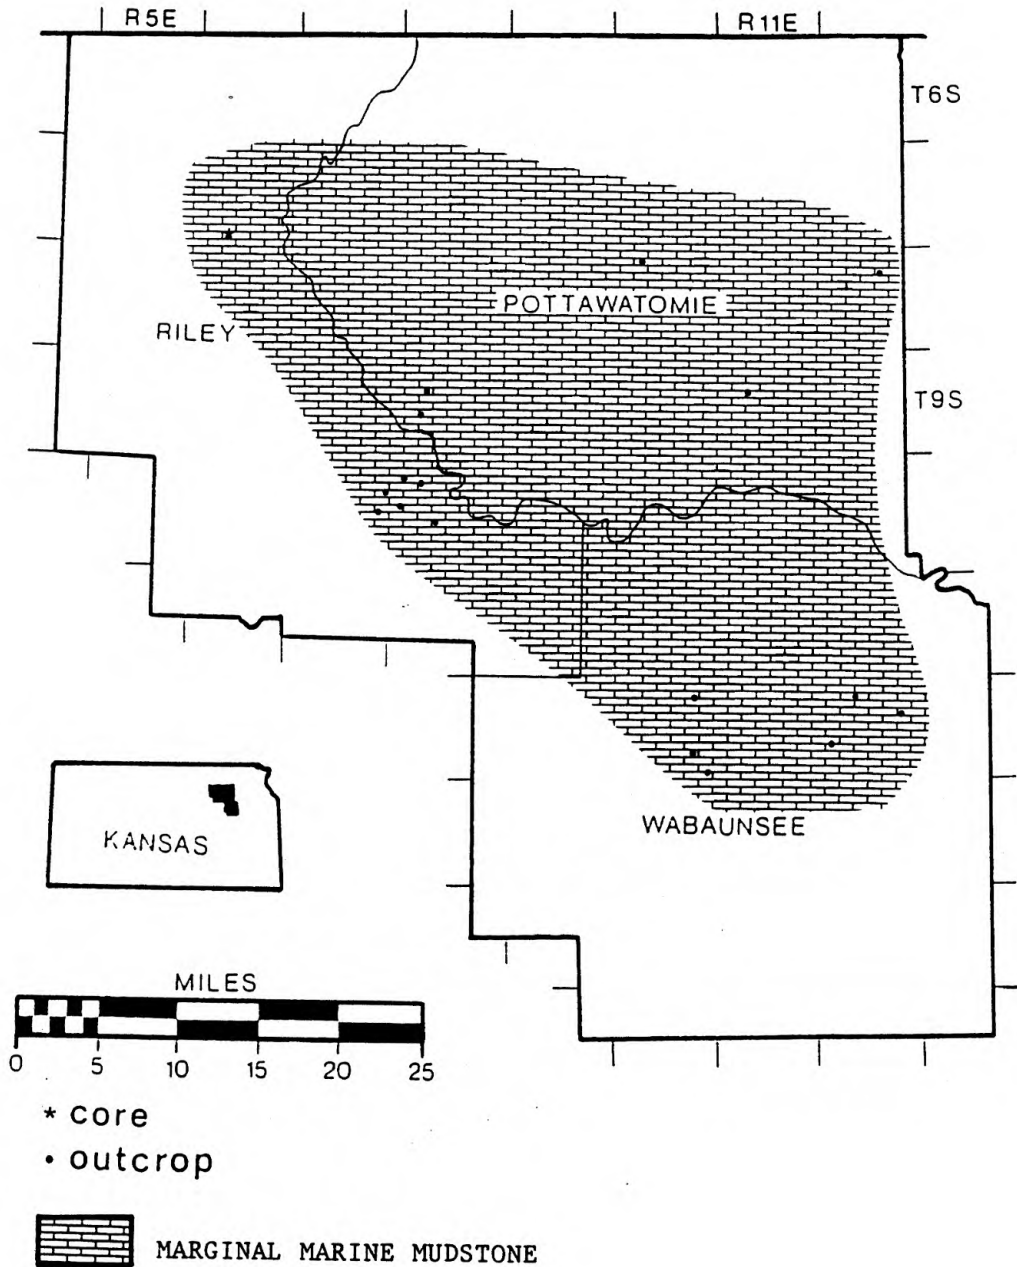 R5E
R11E
T6S
POTTAWATOMIE
RILEY
T9S
WABAUNSEE
KANSAS
MILES
0 5 10 15 20 25
* core
• outcrop
MARGINAL MARINE MUDSTONE